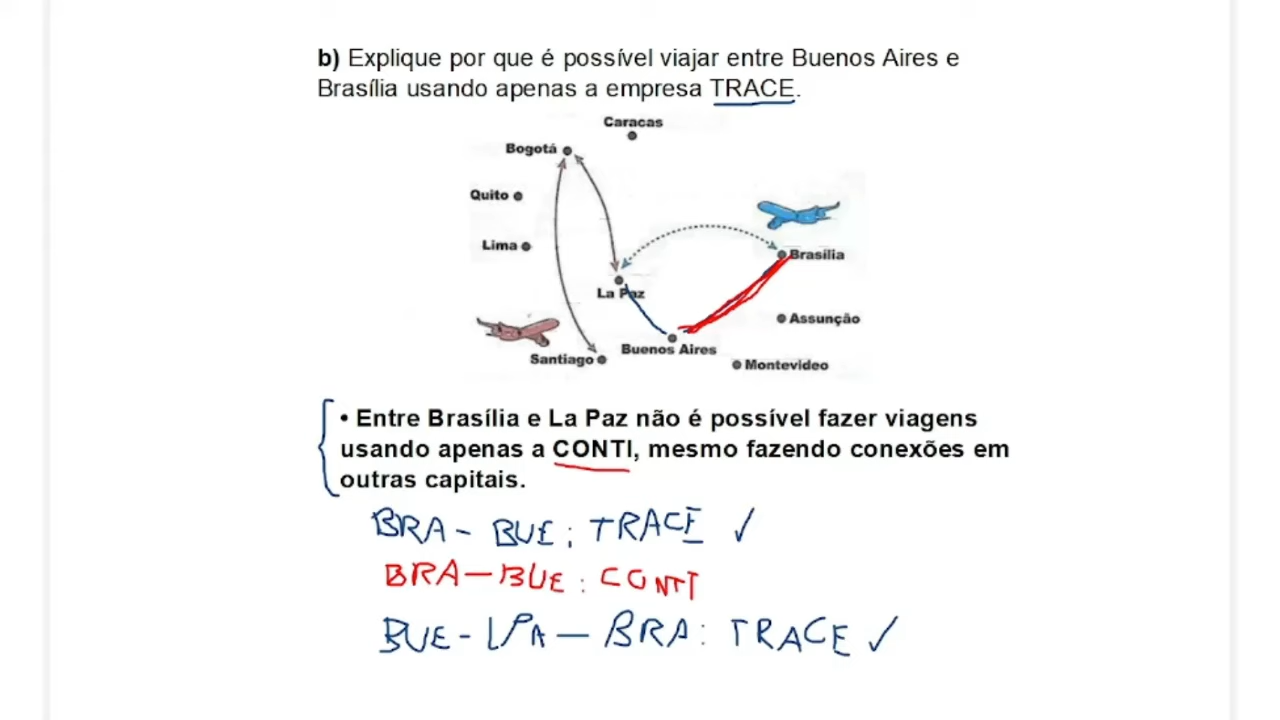 b) Explique por que é possível viajar entre Buenos Aires e
Brasília usando apenas a empresa TRACE.
Caracas
Bogotá
Quito
Lima
Brasília
La Paz
Assunção
Buenos Aires
Santiago
Montevideo
• Entre Brasília e La Paz não é possível fazer viagens
usando apenas a CONTI, mesmo fazendo conexões em
outras capitais.
BRA - BUE : TRACE ✓
BRA — BUE : CONTI
BUE - LPA — BRA : TRACE ✓